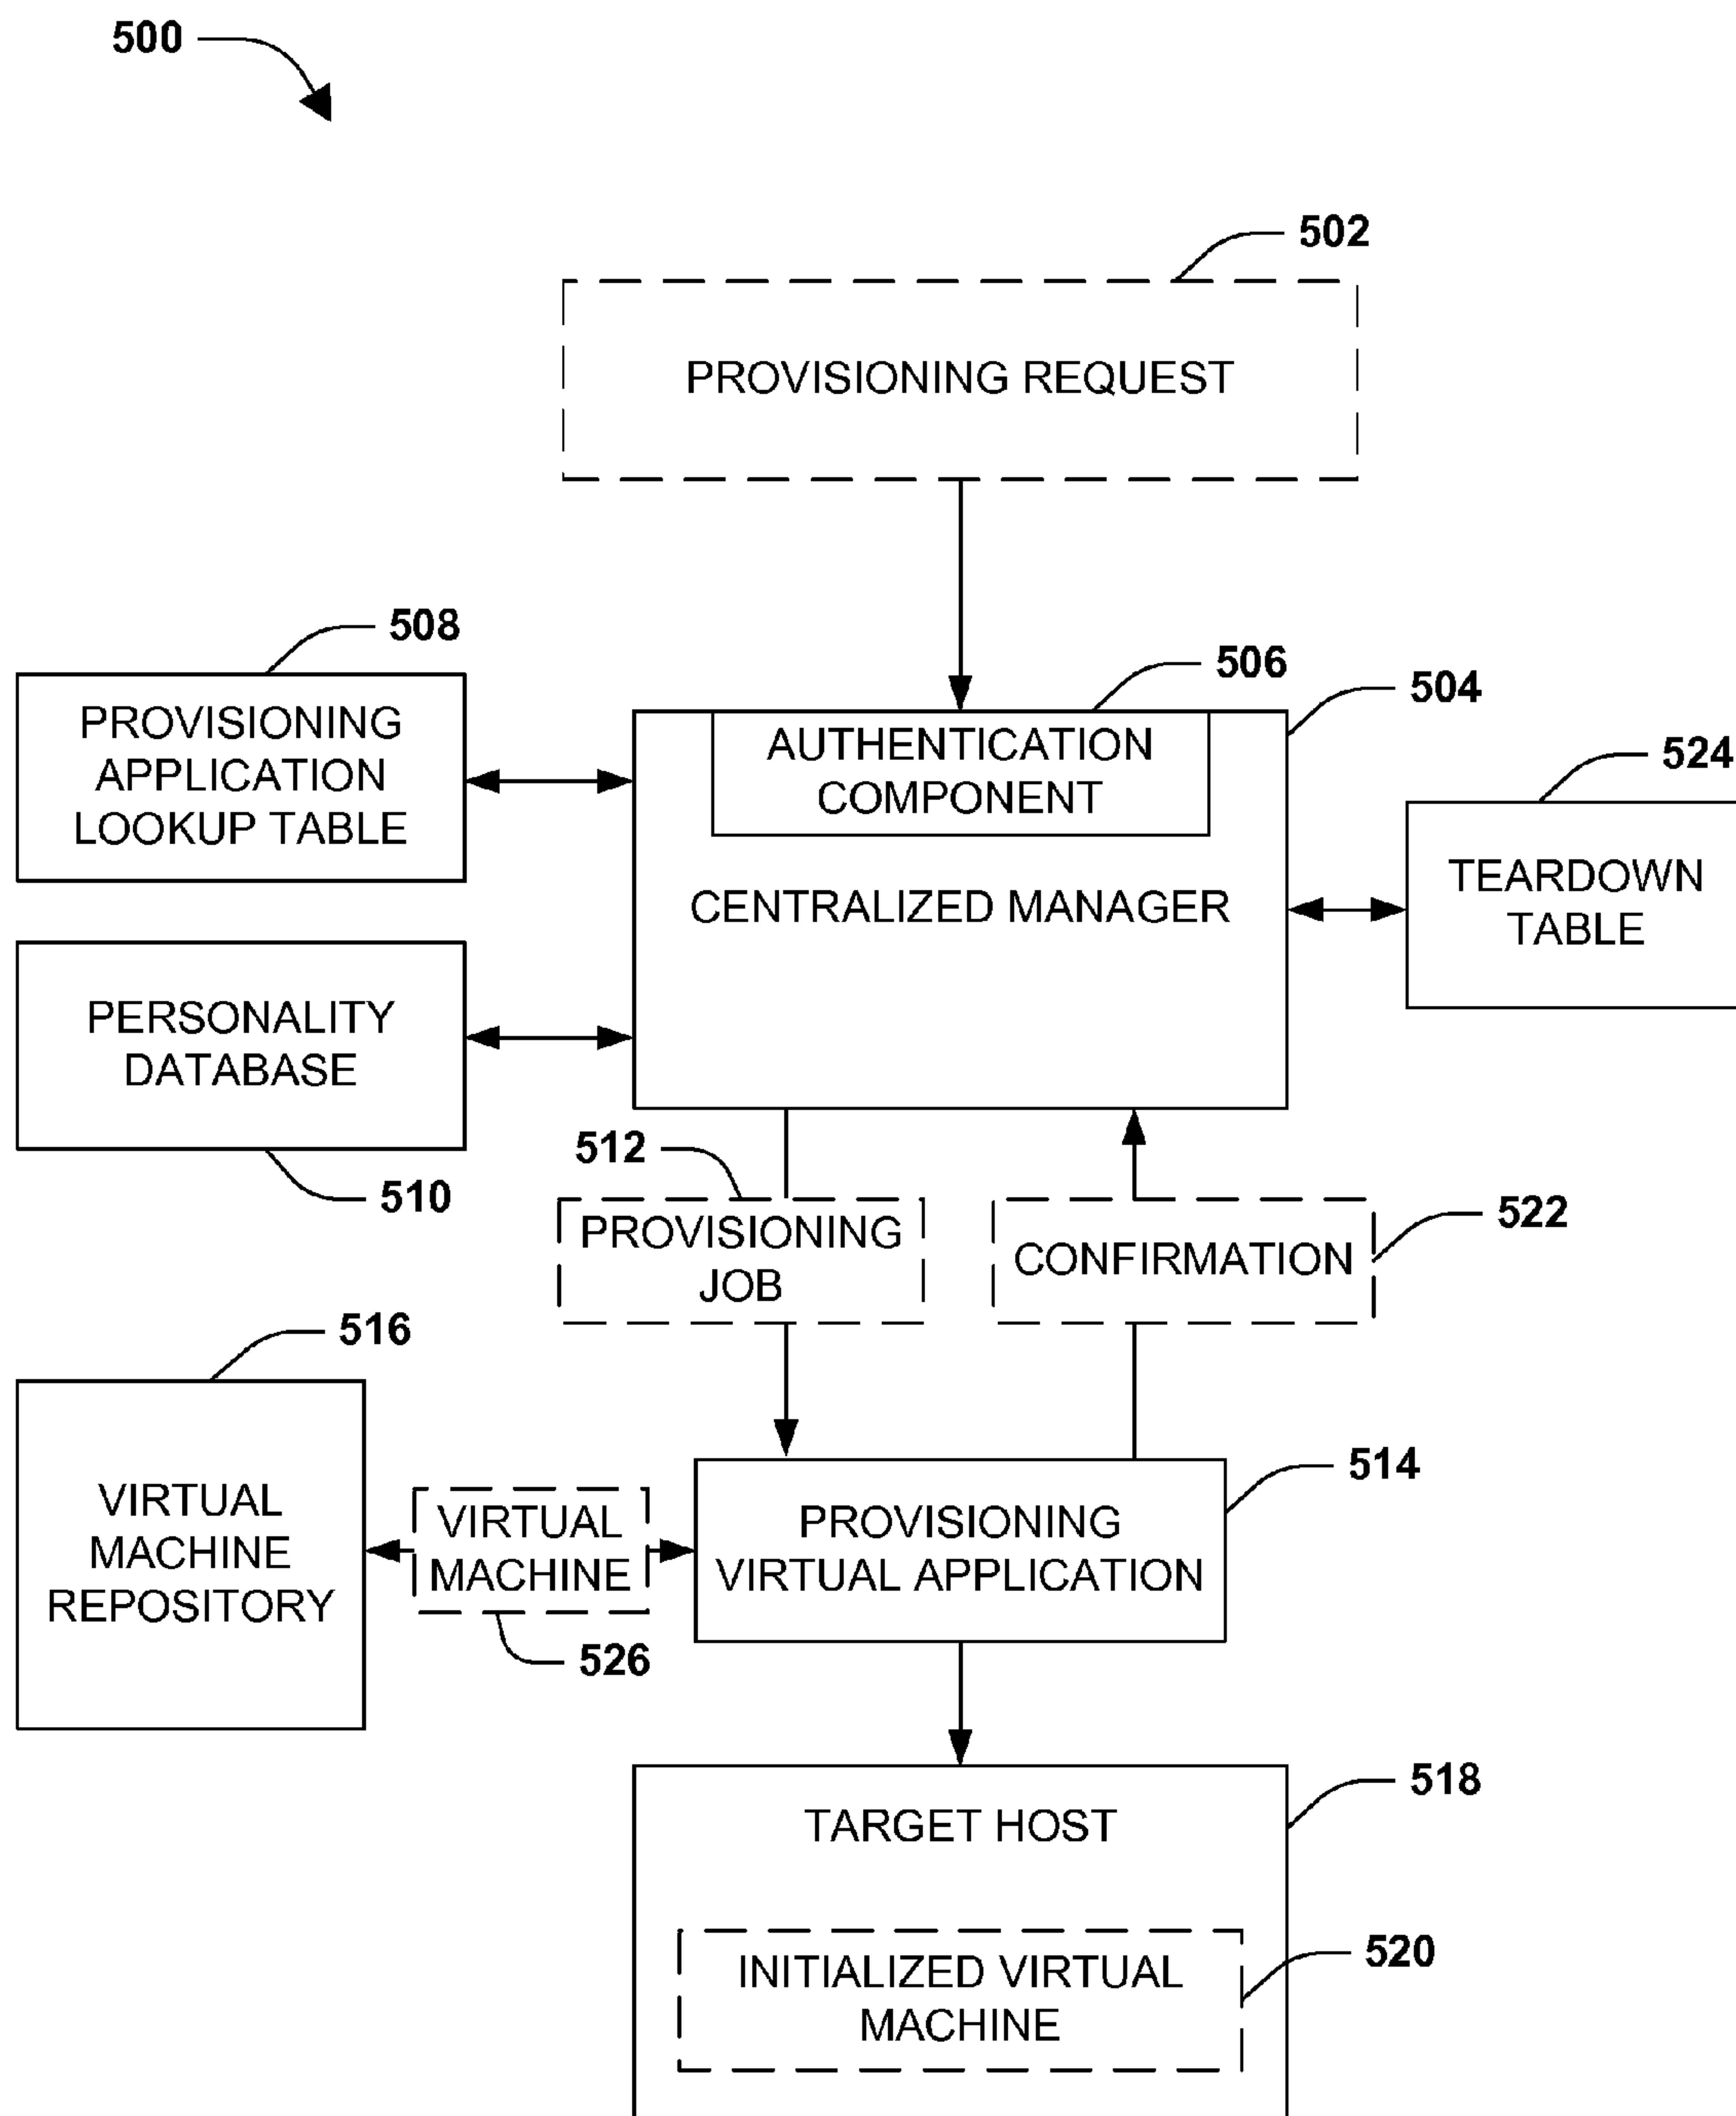 500
502
PROVISIONING REQUEST
508
506
504
524
PROVISIONING
APPLICATION
LOOKUP TABLE
AUTHENTICATION
COMPONENT
CENTRALIZED MANAGER
TEARDOWN
TABLE
PERSONALITY
DATABASE
510
512
PROVISIONING
JOB
CONFIRMATION
522
516
514
VIRTUAL
MACHINE
REPOSITORY
VIRTUAL
MACHINE
526
PROVISIONING
VIRTUAL APPLICATION
518
TARGET HOST
520
INITIALIZED VIRTUAL
MACHINE